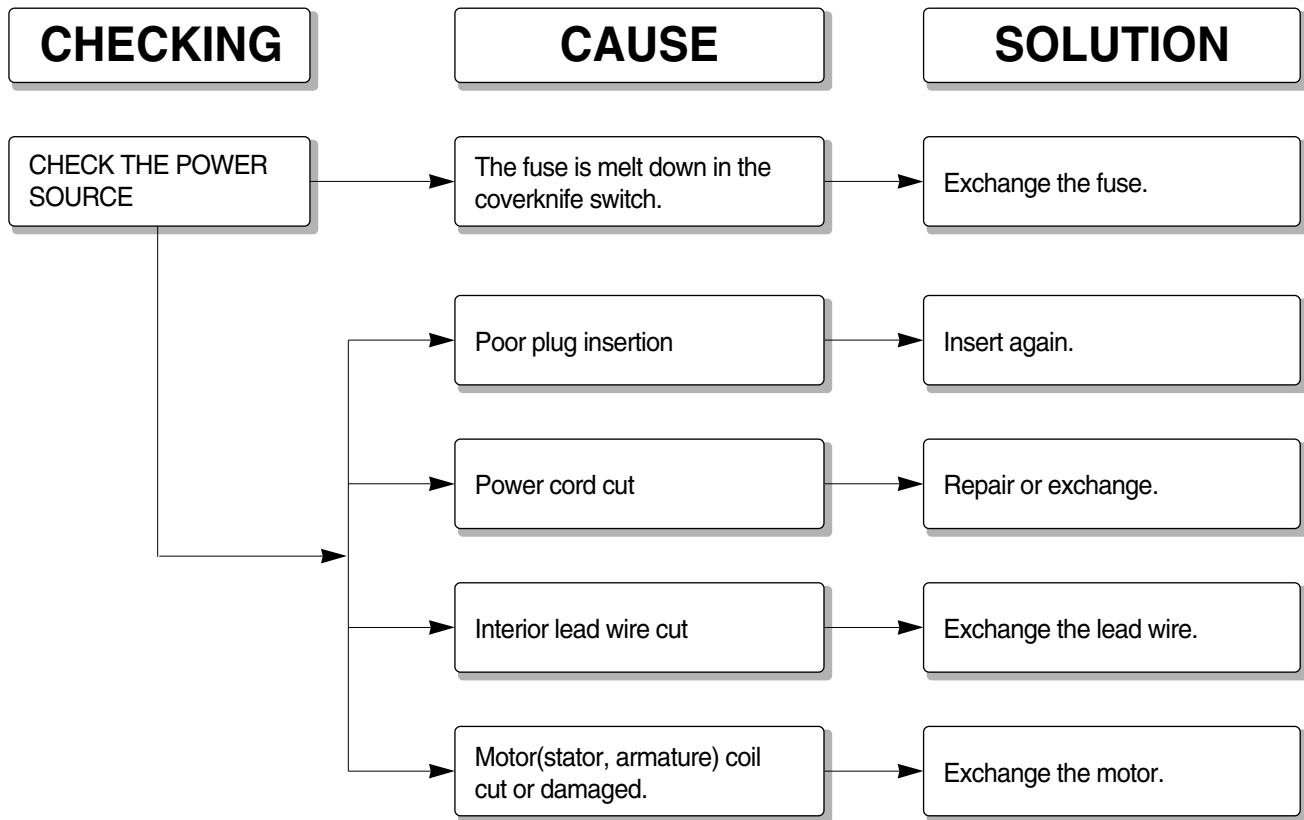 CHECKING
CAUSE
SOLUTION
CHECK THE POWER
SOURCE
The fuse is melt down in the
coverknife switch.
Exchange the fuse.
Poor plug insertion
Insert again.
Power cord cut
Repair or exchange.
Interior lead wire cut
Exchange the lead wire.
Motor(stator, armature) coil
cut or damaged.
Exchange the motor.